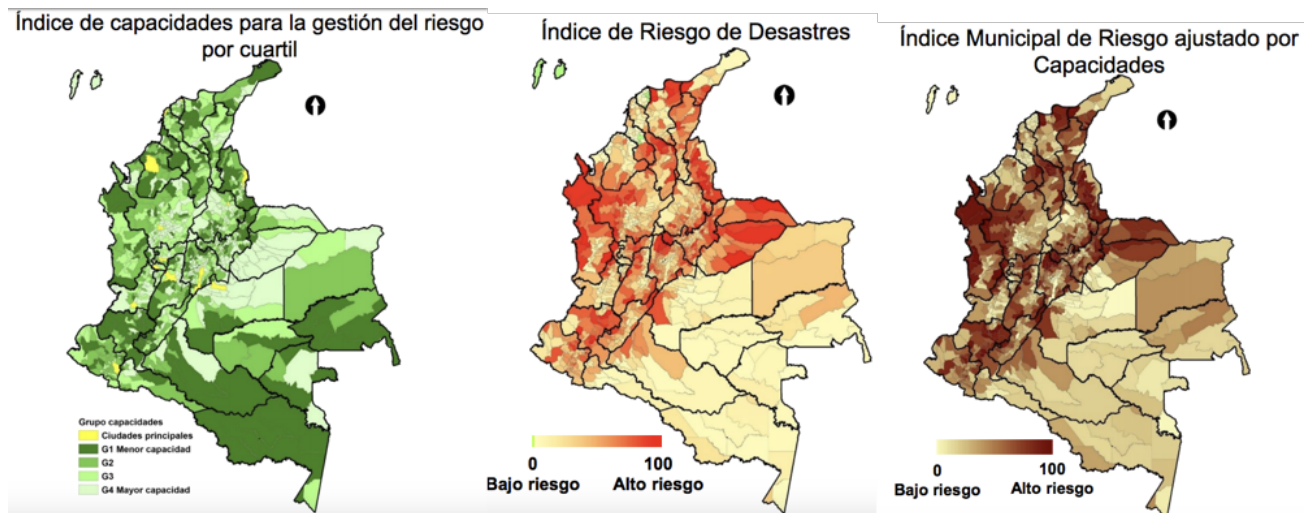 Índice de capacidades para la gestión del riesgo
por cuartil
Grupo capacidades
Ciudades principales
G1 Menor capacidad
G2
G3
G4 Mayor capacidad
Índice de Riesgo de Desastres
0 100
Bajo riesgo Alto riesgo
Índice Municipal de Riesgo ajustado por
Capacidades
0 100
Bajo riesgo Alto riesgo